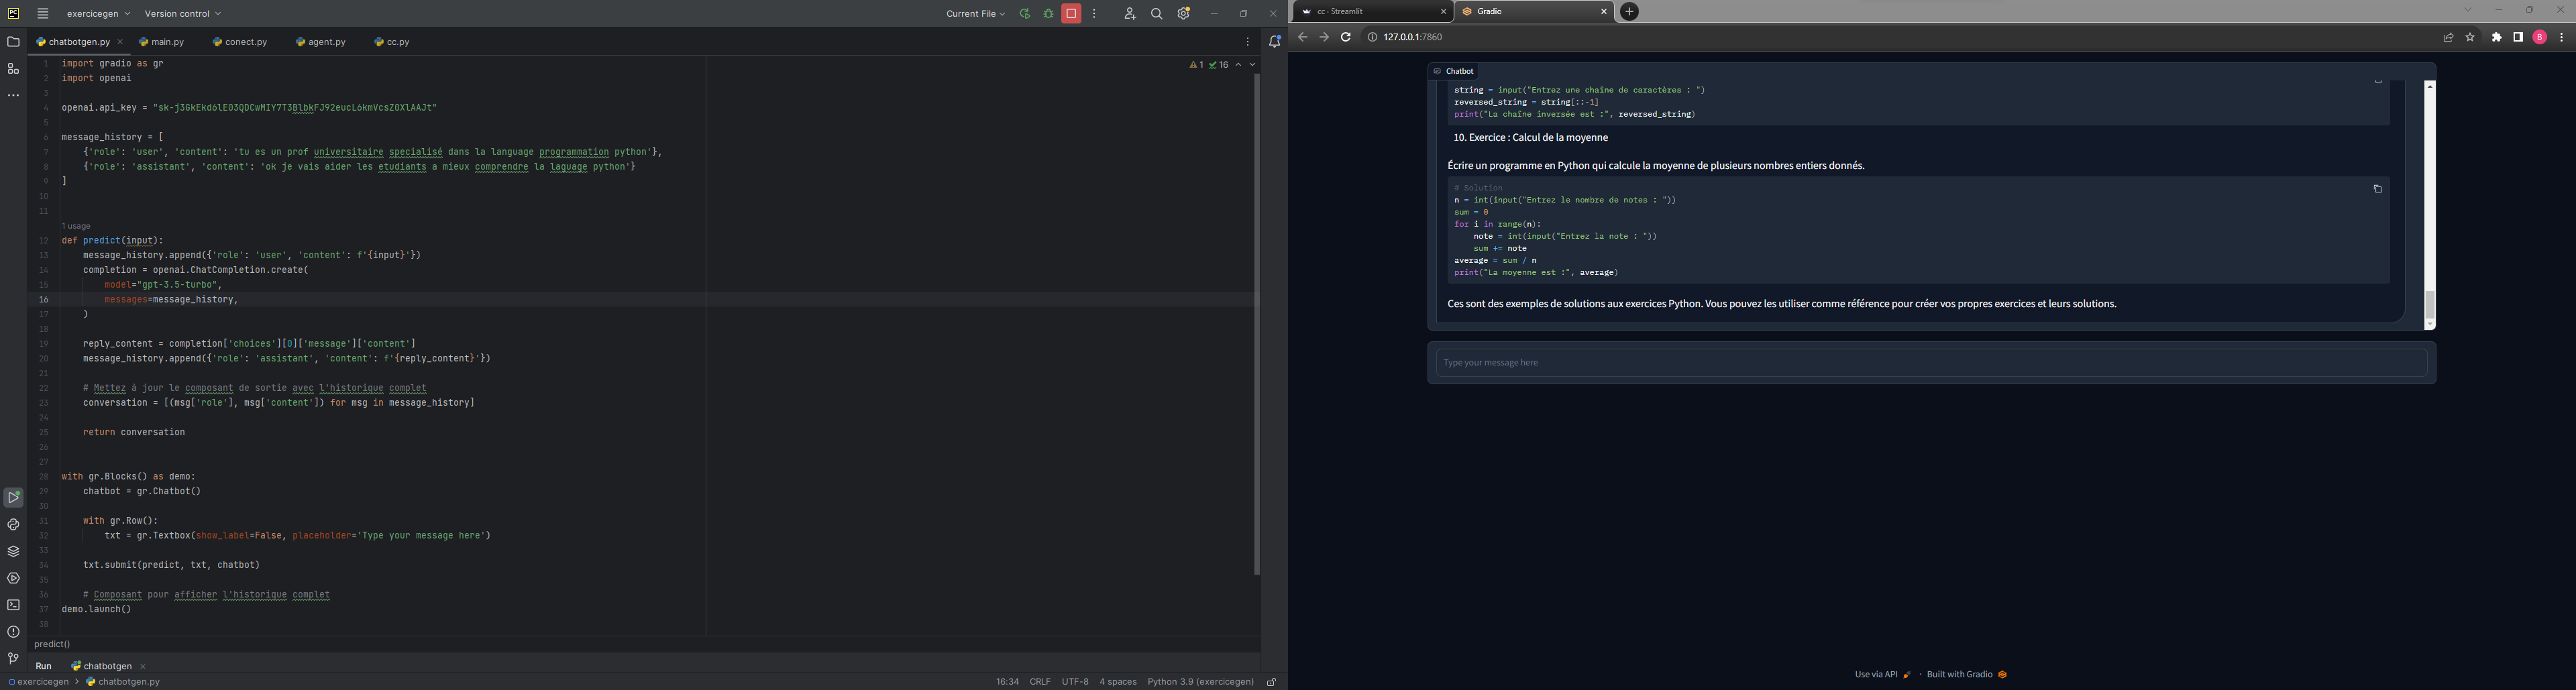 exercicegen
Version control
Current File
chatbotgen.py
main.py
conect.py
agent.py
cc.py
1
16
1 import gradio as gr
2 import openai
3
4 openai.api_key =
5
6 message_history = [
7 {'role': 'user', 'content': 'tu es un prof universitaire specialisé dans la language programmation python'},
8 {'role': 'assistant', 'content': 'ok je vais aider les etudiants a mieux comprendre la laguage python'}
9 ]
10
11
1 usage
12 def predict(input):
13 message_history.append({'role': 'user', 'content': f'{input}'})
14 completion = openai.ChatCompletion.create(
15 model="gpt-3.5-turbo",
16 messages=message_history,
17 )
18
19 reply_content = completion['choices'][0]['message']['content']
20 message_history.append({'role': 'assistant', 'content': f'{reply_content}'})
21
22 # Mettez à jour le composant de sortie avec l'historique complet
23 conversation = [(msg['role'], msg['content']) for msg in message_history]
24
25 return conversation
26
27
28 with gr.Blocks() as demo:
29 chatbot = gr.Chatbot()
30
31 with gr.Row():
32 txt = gr.Textbox(show_label=False, placeholder='Type your message here')
33
34 txt.submit(predict, txt, chatbot)
35
36 # Composant pour afficher l'historique complet
37 demo.launch()
38
predict()
Run
chatbotgen
exercicegen > chatbotgen.py
16:34 CRLF UTF-8 4 spaces Python 3.9 (exercicegen)
cc · Streamlit
Gradio
127.0.0.1:7860
B
Chatbot
string = input("Entrez une chaîne de caractères : ")
reversed_string = string[::-1]
print("La chaîne inversée est :", reversed_string)
10. Exercice : Calcul de la moyenne
Écrire un programme en Python qui calcule la moyenne de plusieurs nombres entiers donnés.
# Solution
n = int(input("Entrez le nombre de notes : "))
sum = 0
for i in range(n):
note = int(input("Entrez la note : "))
sum += note
average = sum / n
print("La moyenne est :", average)
Ces sont des exemples de solutions aux exercices Python. Vous pouvez les utiliser comme référence pour créer vos propres exercices et leurs solutions.
Type your message here
Use via API · Built with Gradio